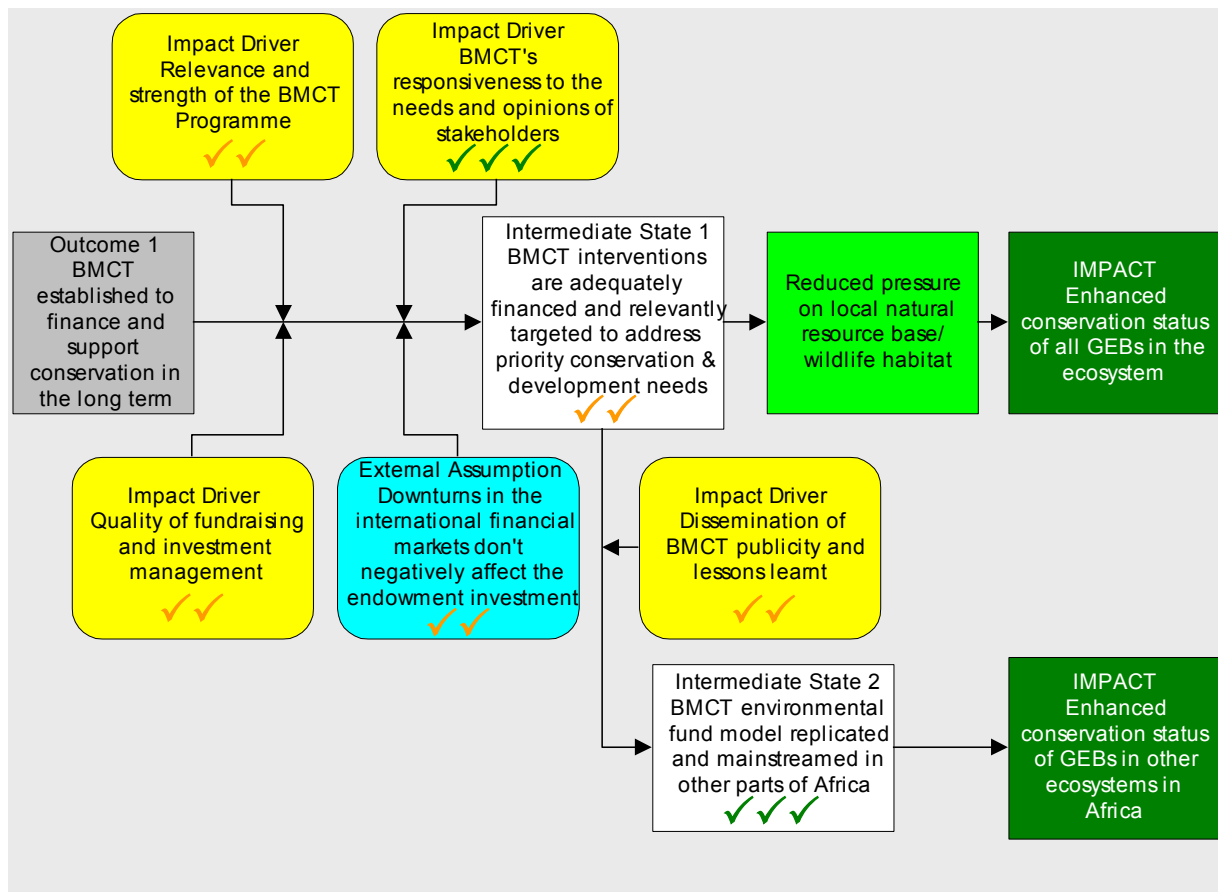 Impact Driver
Relevance and
strength of the BMCT
Programme
Impact Driver
BMCT's
responsiveness to the
needs and opinions of
stakeholders
Outcome 1
BMCT
established to
finance and
support
conservation in
the long term
Intermediate State 1
BMCT interventions
are adequately
financed and relevantly
targeted to address
priority conservation &
development needs
Reduced pressure
on local natural
resource base/
wildlife habitat
IMPACT
Enhanced
conservation status
of all GEBs in the
ecosystem
Impact Driver
Quality of fundraising
and investment
management
External Assumption
Downturns in the
international financial
markets don't
negatively affect the
endowment investment
Impact Driver
Dissemination of
BMCT publicity and
lessons learnt
Intermediate State 2
BMCT environmental
fund model replicated
and mainstreamed in
other parts of Africa
IMPACT
Enhanced
conservation status
of GEBs in other
ecosystems in
Africa